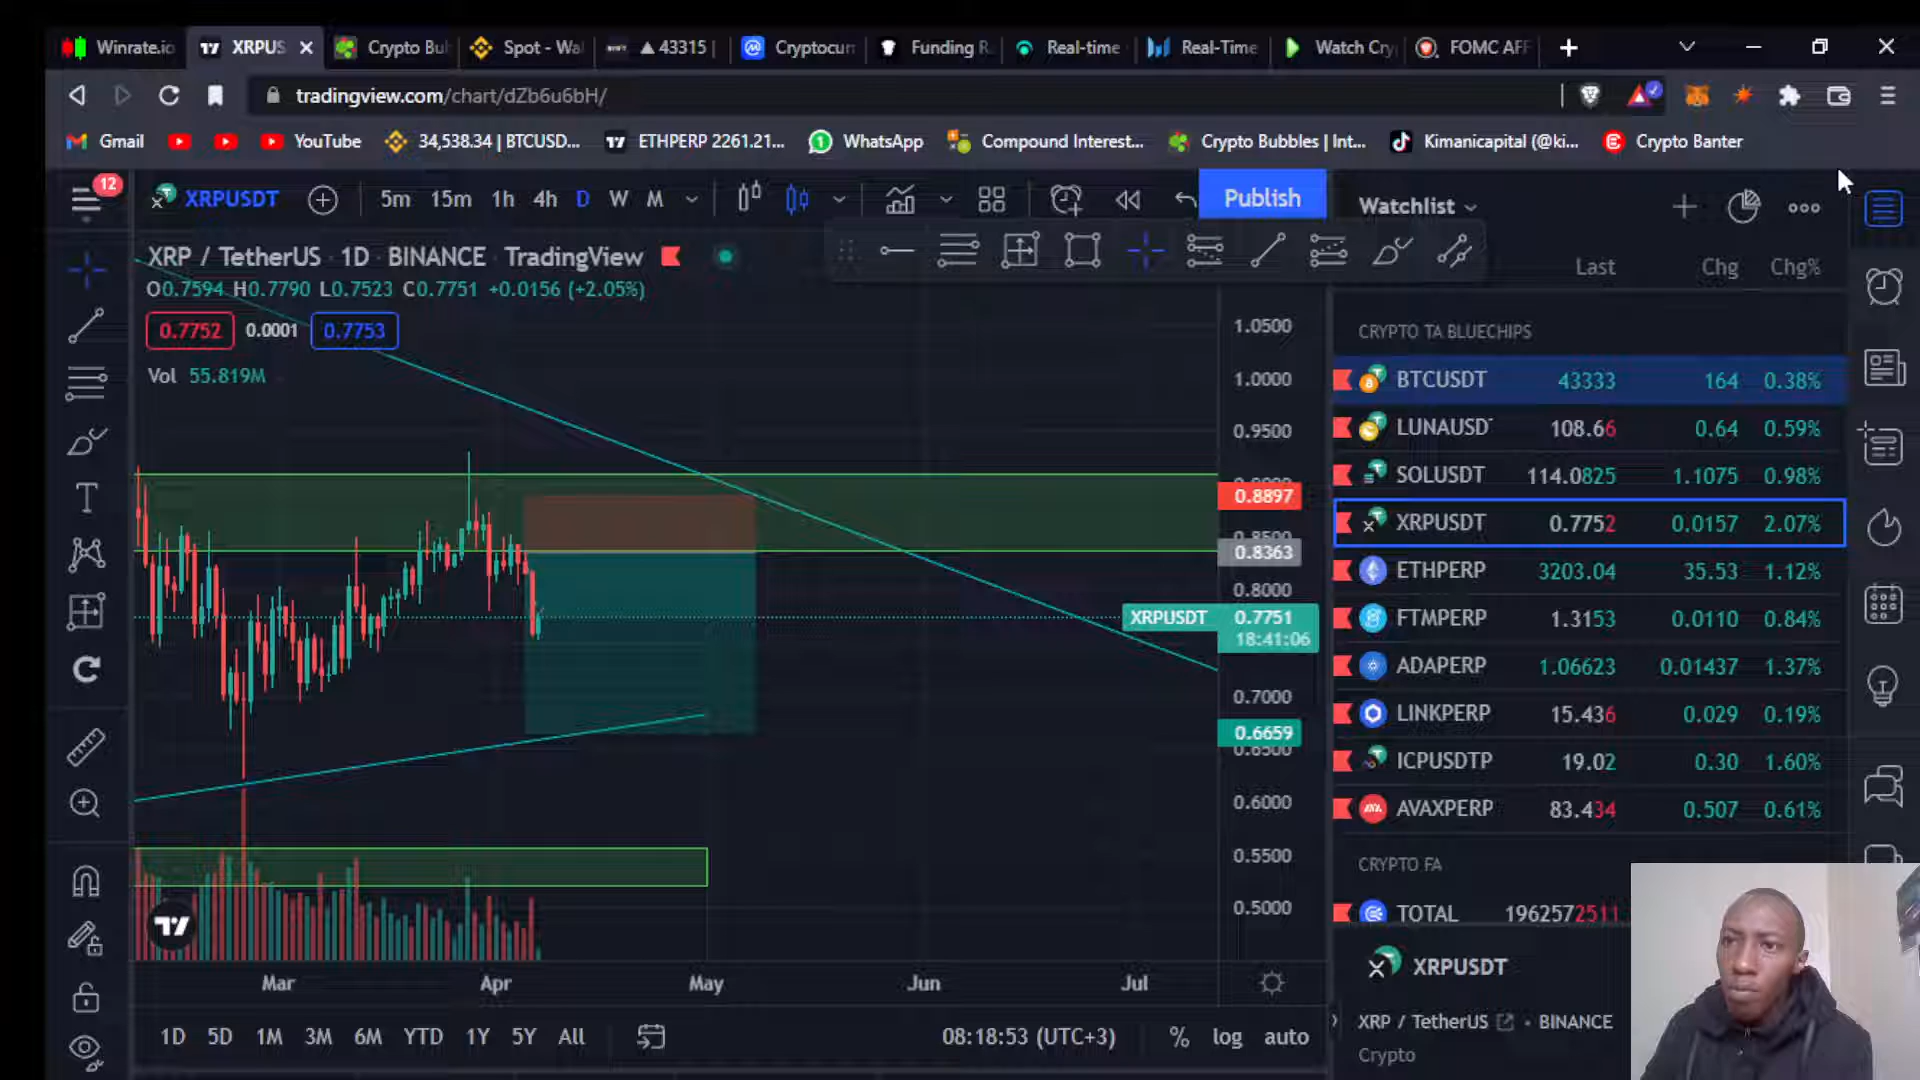 Winrate.io XRPUS Crypto Bul Spot - Wal ▲ 43315 | Cryptocurr Funding R Real-time Real-Time Watch Cry FOMC AFF
tradingview.com/chart/dZb6u6bH/
Gmail YouTube 34,538.34 | BTCUSD... ETHPERP 2261.21... WhatsApp Compound Interest... Crypto Bubbles | Int... Kimanicapital (@ki... Crypto Banter
12
XRPUSDT 5m 15m 1h 4h D W M Publish
Watchlist
XRP / TetherUS · 1D · BINANCE · TradingView
O0.7594 H0.7790 L0.7523 C0.7751 +0.0156 (+2.05%)
0.7752 0.0001 0.7753
Vol 55.819M
Last Chg Chg%
CRYPTO TA BLUECHIPS
BTCUSDT 43333 164 0.38%
LUNAUSDT 108.66 0.64 0.59%
SOLUSDT 114.0825 1.1075 0.98%
XRPUSDT 0.7752 0.0157 2.07%
ETHPERP 3203.04 35.53 1.12%
FTMPERP 1.3153 0.0110 0.84%
ADAPERP 1.06623 0.01437 1.37%
LINKPERP 15.436 0.029 0.19%
ICPUSDTP 19.02 0.30 1.60%
AVAXPERP 83.434 0.507 0.61%
CRYPTO FA
TOTAL 1962572511
XRPUSDT
XRP / TetherUS · BINANCE
Crypto
1.0500
1.0000
0.9500
0.8897
0.8500
0.8363
0.8000
XRPUSDT 0.7751
18:41:06
0.7000
0.6659
0.6500
0.6000
0.5500
0.5000
Mar Apr May Jun Jul
1D 5D 1M 3M 6M YTD 1Y 5Y All
08:18:53 (UTC+3) % log auto